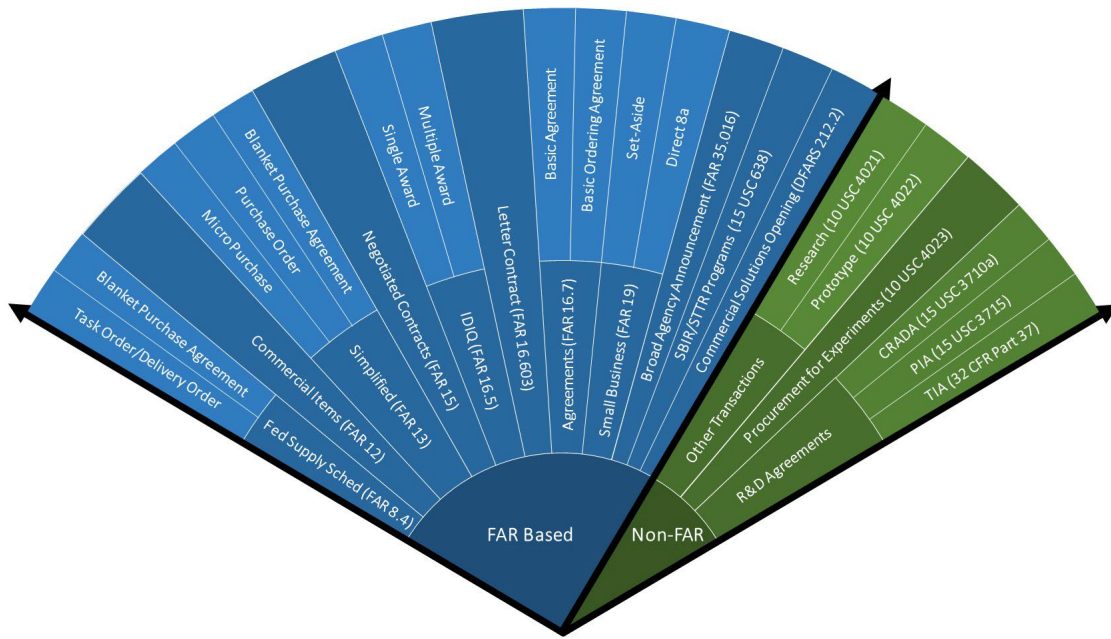 Task Order/Delivery Order
Blanket Purchase Agreement
Fed Supply Sched (FAR 8.4)
Commercial Items (FAR 12)
Micro Purchase
Purchase Order
Blanket Purchase Agreement
Simplified (FAR 13)
Negotiated Contracts (FAR 15)
Single Award
Multiple Award
IDIQ (FAR 16.5)
Letter Contract (FAR 16.603)
Basic Agreement
Basic Ordering Agreement
Agreements (FAR 16.7)
Set-Aside
Direct 8a
Small Business (FAR 19)
Broad Agency Announcement (FAR 35.016)
SBIR/STTR Programs (15 USC 638)
Commercial Solutions Opening (DFARS 212.2)
FAR Based
Research (10 USC 4021)
Prototype (10 USC 4022)
Other Transactions
Procurement for Experiments (10 USC 4023)
CRADA (15 USC 3710a)
PIA (15 USC 3715)
TIA (32 CFR Part 37)
R&D Agreements
Non-FAR